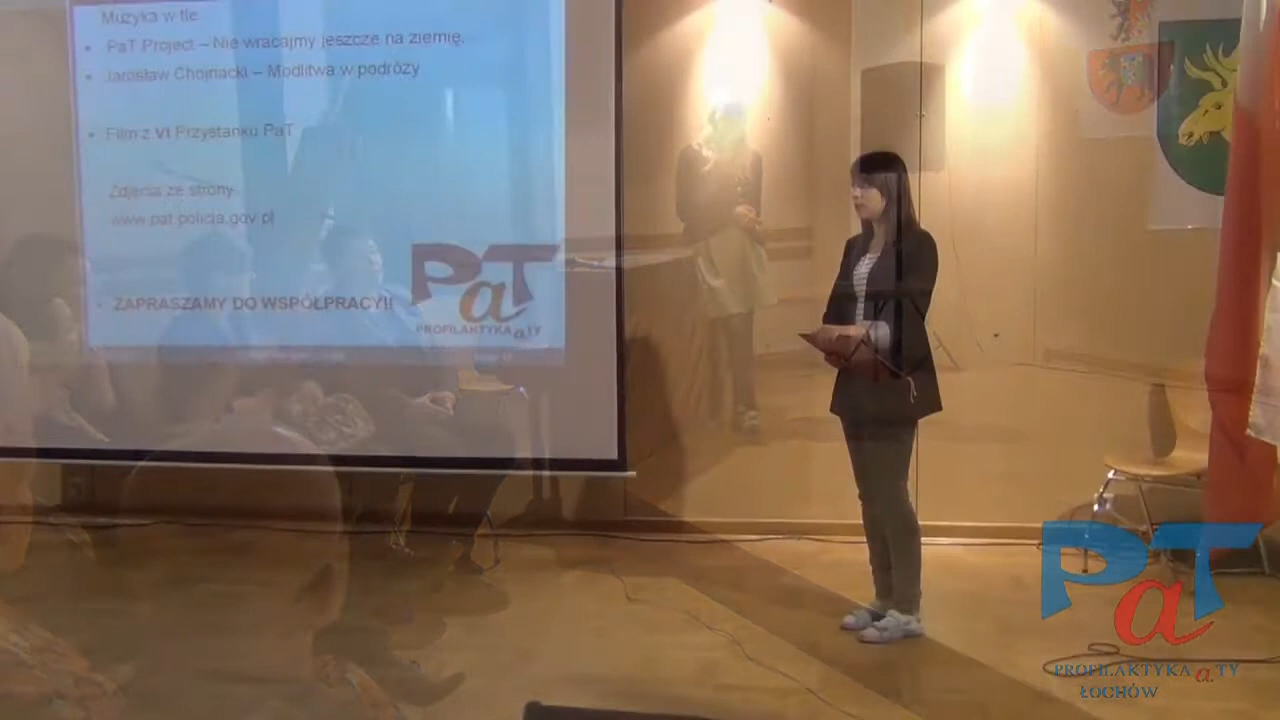 Muzyka w tle
• PaT Project – Nie wracajmy jeszcze na ziemię.
• Jarosław Chojnacki – Modlitwa w podróży
• Film z VI Przystanku PaT
Zdjęcia ze strony
www.pat.policja.gov.pl
• ZAPRASZAMY DO WSPÓŁPRACY!!
PaT
PROFILAKTYKA a TY
PaT
PROFILAKTYKA a TY
ŁOCHÓW